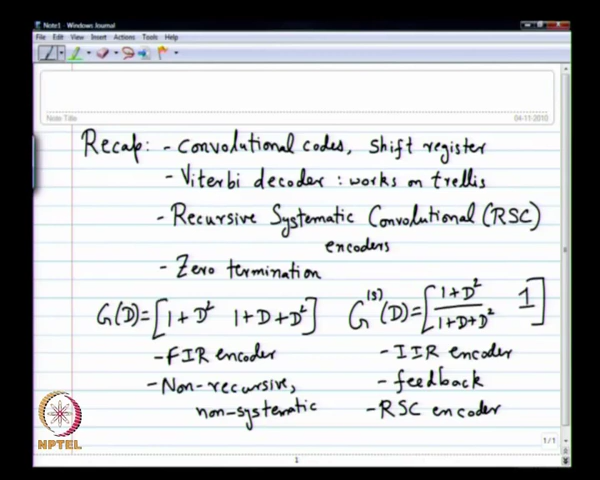 Note1 - Windows Journal
File Edit View Insert Actions Tools Help
Note Title
04-11-2010
Recap: - Convolutional codes, shift register
- Viterbi decoder : works on trellis
- Recursive Systematic Convolutional (RSC)
encoders
- Zero termination
G(D) = [1+D² 1+D+D²] G⁽ˢ⁾(D) = [(1+D²)/(1+D+D²) 1]
- FIR encoder - IIR encoder
- Non-recursive, - feedback
non-systematic - RSC encoder
NPTEL
1/1
1